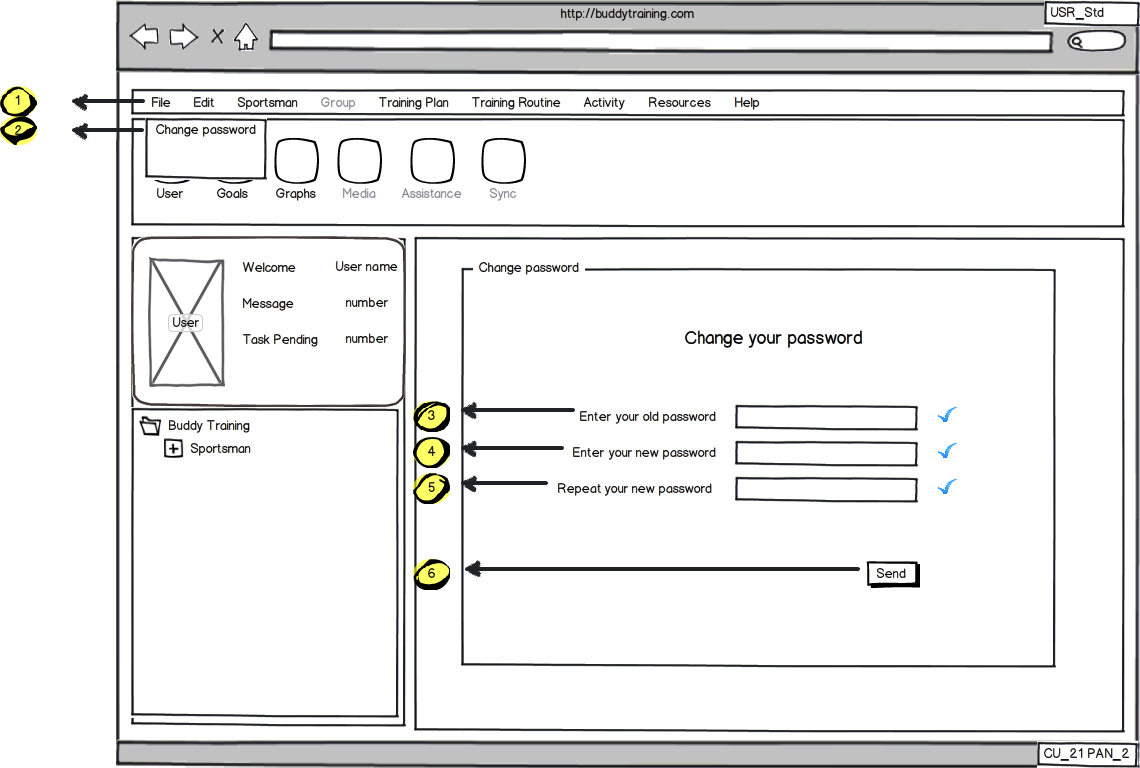 http://buddytraining.com
USR_Std
1 File Edit Sportsman Group Training Plan Training Routine Activity Resources Help
2 Change password
User Goals Graphs Media Assistance Sync
Welcome User name
Message number
User
Task Pending number
Change password
Change your password
3 Enter your old password
4 Enter your new password
5 Repeat your new password
6 Send
Buddy Training
Sportsman
CU_21 PAN_2